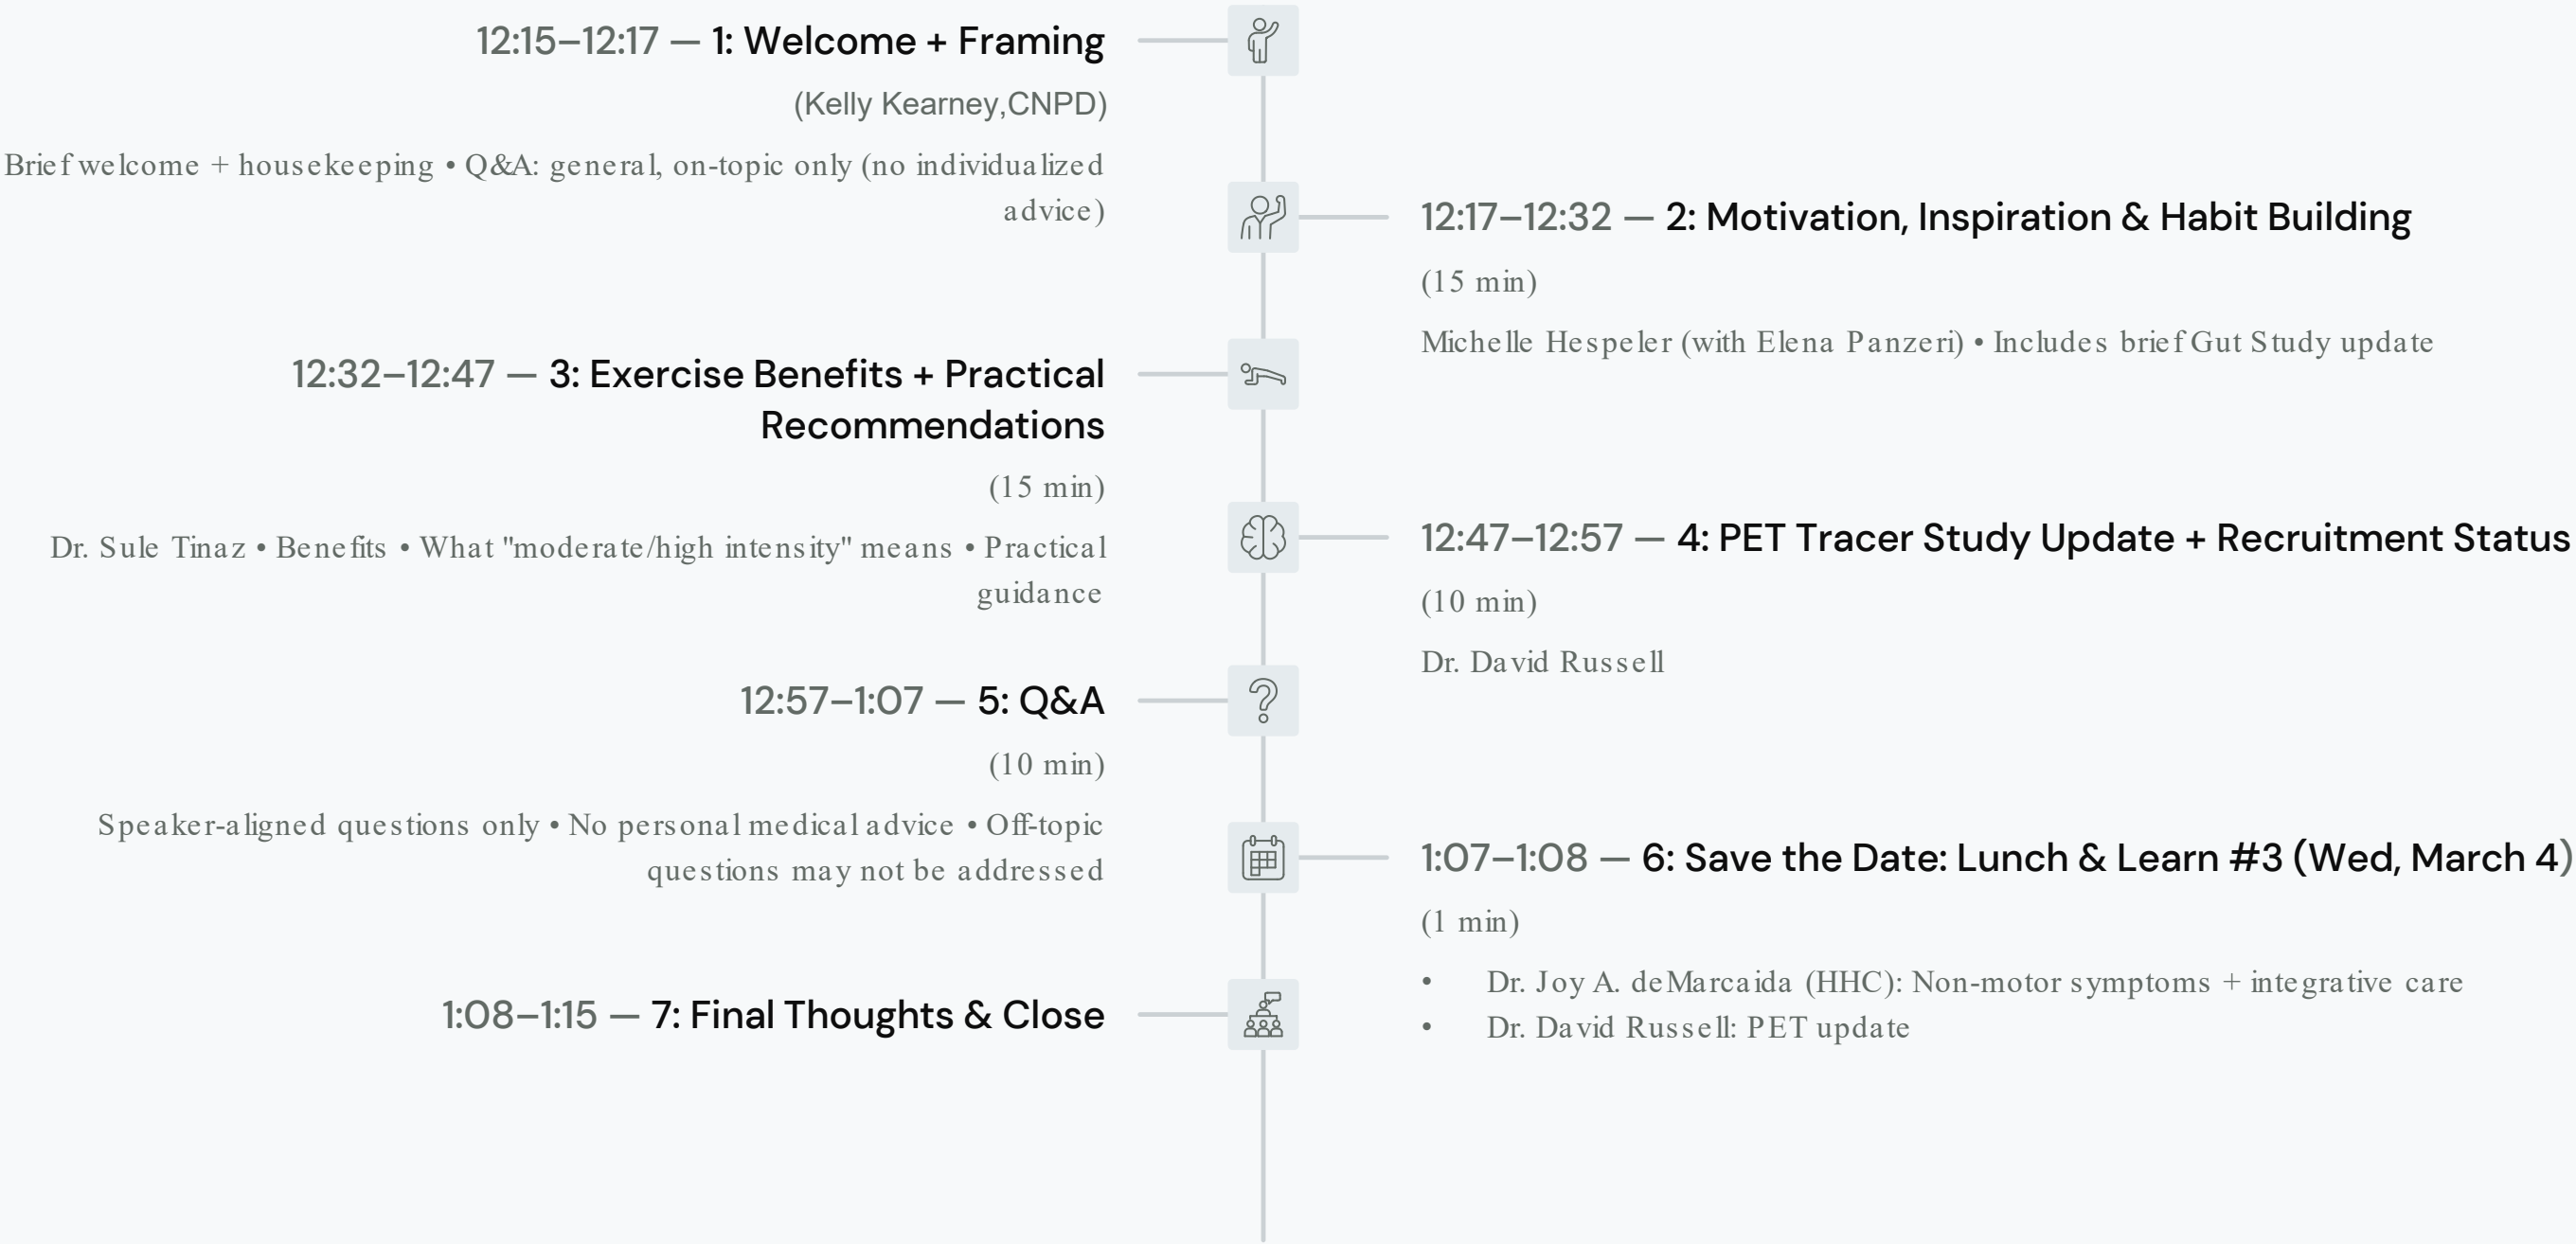 12:15–12:17 — 1: Welcome + Framing
(Kelly Kearney,CNPD)
Brief welcome + housekeeping • Q&A: general, on-topic only (no individualized
advice)
12:17–12:32 — 2: Motivation, Inspiration & Habit Building
(15 min)
Michelle Hespeler (with Elena Panzeri) • Includes brief Gut Study update
12:32–12:47 — 3: Exercise Benefits + Practical
Recommendations
(15 min)
Dr. Sule Tinaz • Benefits • What "moderate/high intensity" means • Practical
guidance
12:47–12:57 — 4: PET Tracer Study Update + Recruitment Status
(10 min)
Dr. David Russell
12:57–1:07 — 5: Q&A
(10 min)
Speaker-aligned questions only • No personal medical advice • Off-topic
questions may not be addressed
1:07–1:08 — 6: Save the Date: Lunch & Learn #3 (Wed, March 4)
(1 min)
• Dr. Joy A. deMarcaida (HHC): Non-motor symptoms + integrative care
• Dr. David Russell: PET update
1:08–1:15 — 7: Final Thoughts & Close